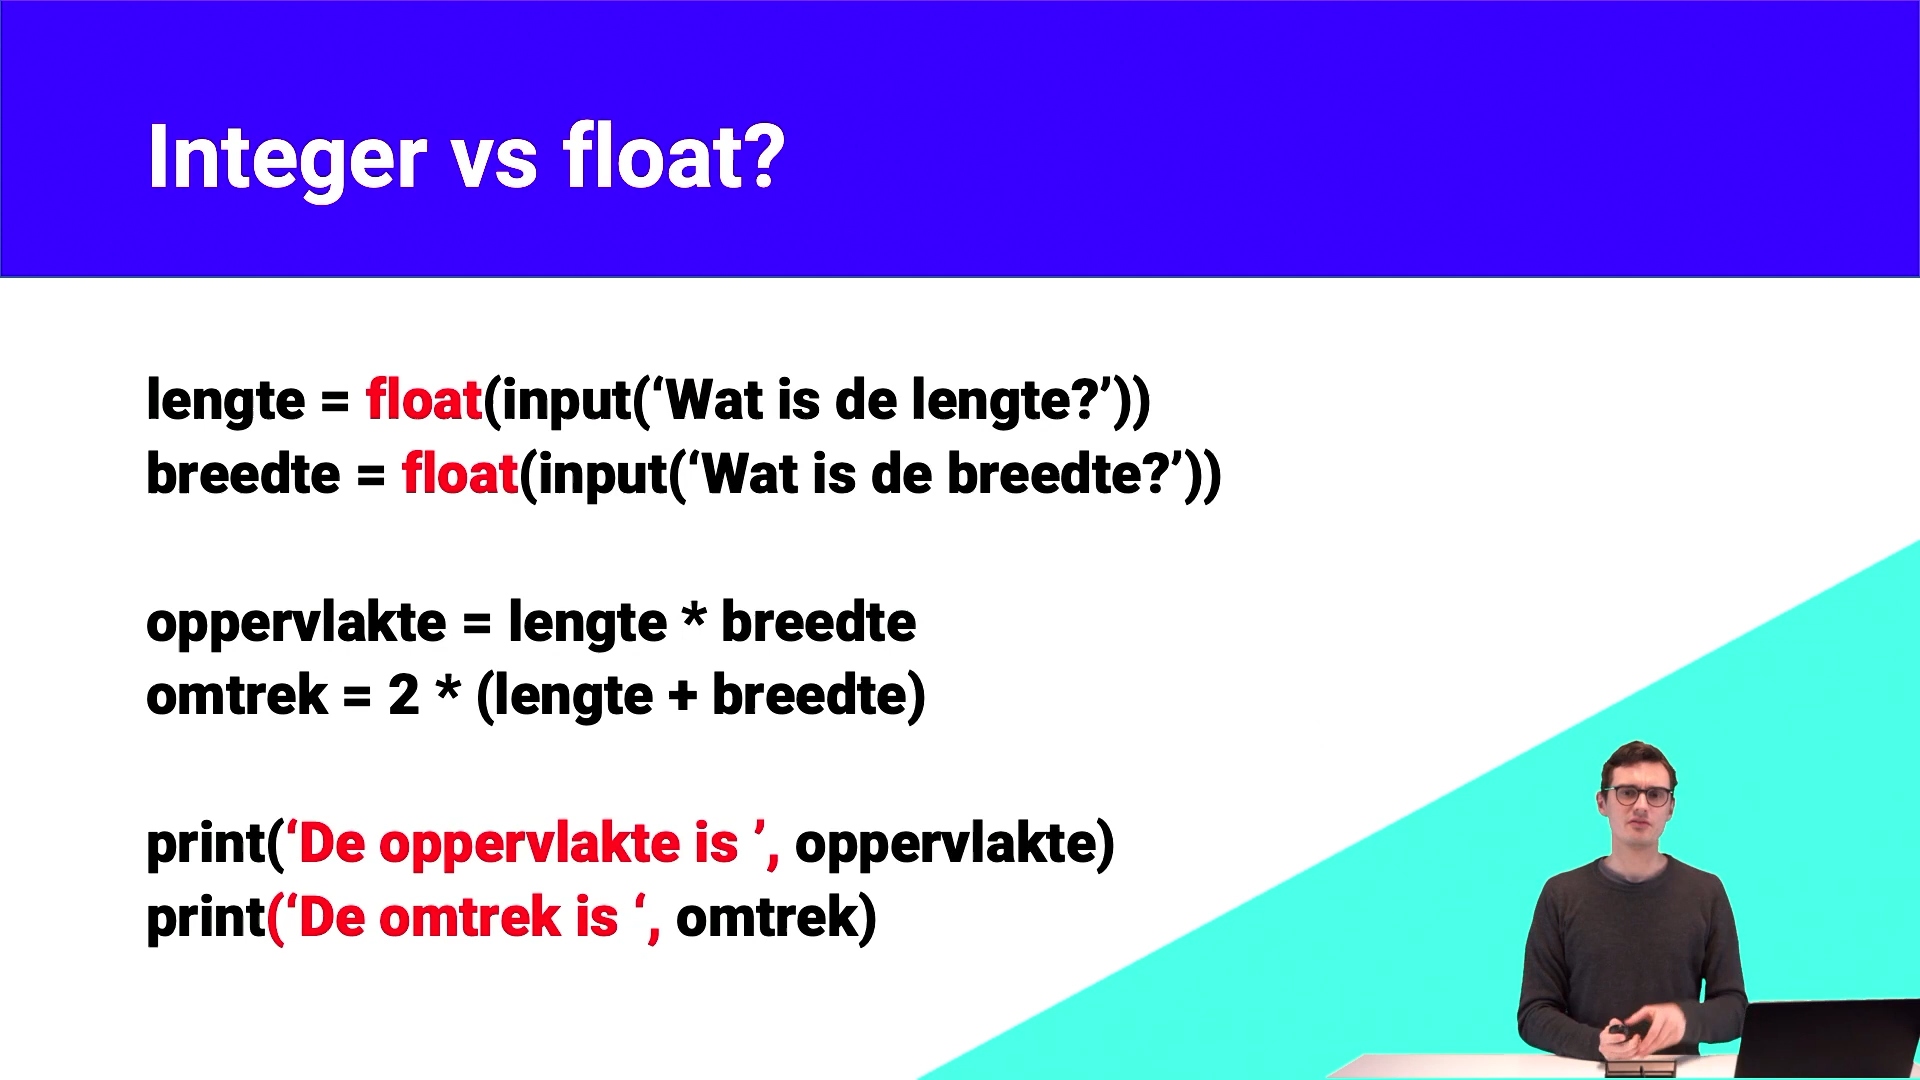 Integer vs float?
lengte = float(input(‘Wat is de lengte?’))
breedte = float(input(‘Wat is de breedte?’))
oppervlakte = lengte * breedte
omtrek = 2 * (lengte + breedte)
print(‘De oppervlakte is ’, oppervlakte)
print(‘De omtrek is ‘, omtrek)